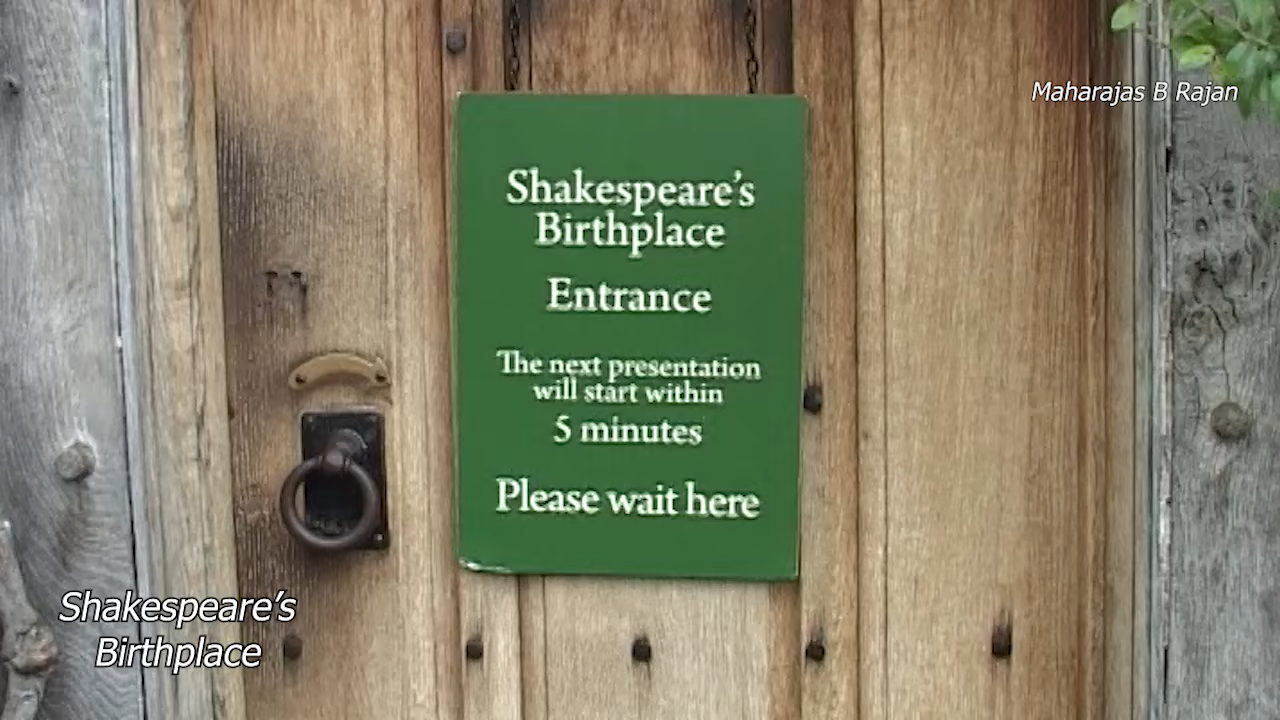 Maharajas B Rajan
Shakespeare's
Birthplace
Entrance
The next presentation
will start within
5 minutes
Please wait here
Shakespeare's
Birthplace